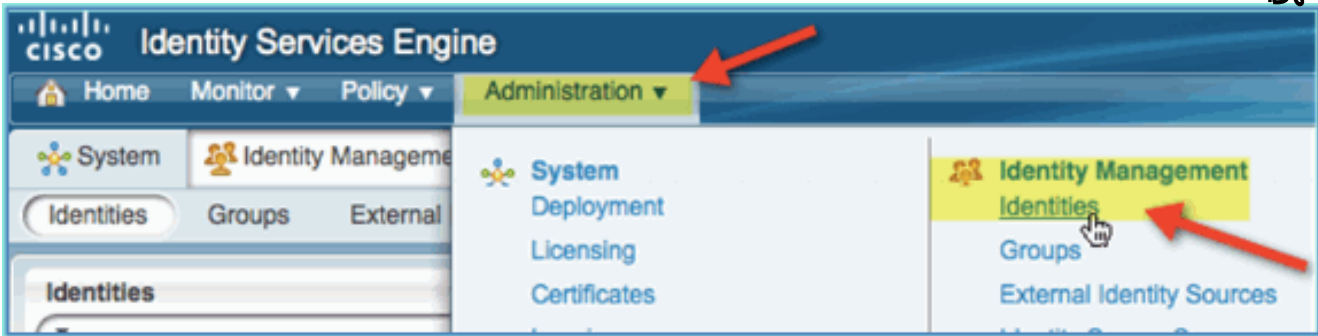 CISCO Identity Services Engine
Home Monitor Policy Administration
System Identity Manageme
Identities Groups External
Identities
System
Deployment
Licensing
Certificates
Identity Management
Identities
Groups
External Identity Sources